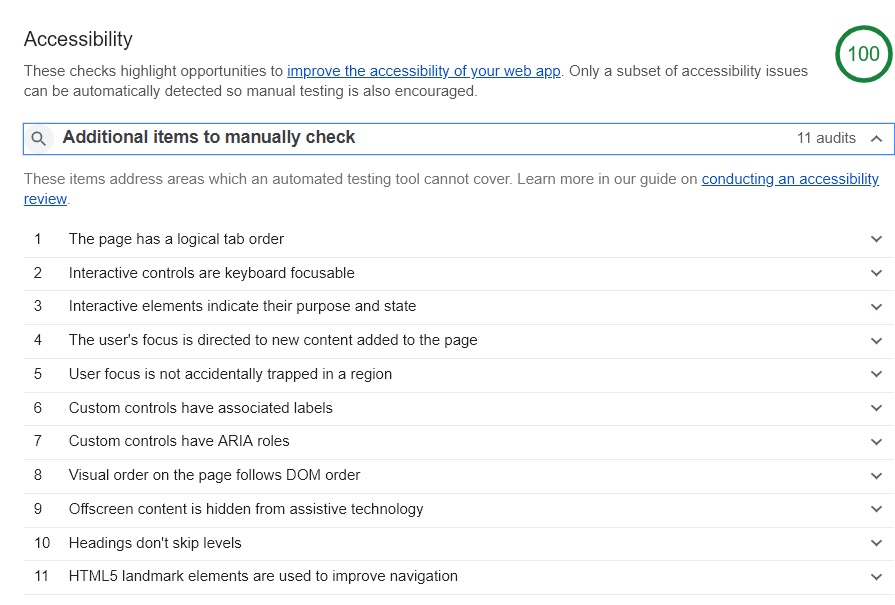 Accessibility
100
These checks highlight opportunities to improve the accessibility of your web app. Only a subset of accessibility issues
can be automatically detected so manual testing is also encouraged.
Additional items to manually check 11 audits
These items address areas which an automated testing tool cannot cover. Learn more in our guide on conducting an accessibility
review.
1 The page has a logical tab order
2 Interactive controls are keyboard focusable
3 Interactive elements indicate their purpose and state
4 The user's focus is directed to new content added to the page
5 User focus is not accidentally trapped in a region
6 Custom controls have associated labels
7 Custom controls have ARIA roles
8 Visual order on the page follows DOM order
9 Offscreen content is hidden from assistive technology
10 Headings don't skip levels
11 HTML5 landmark elements are used to improve navigation